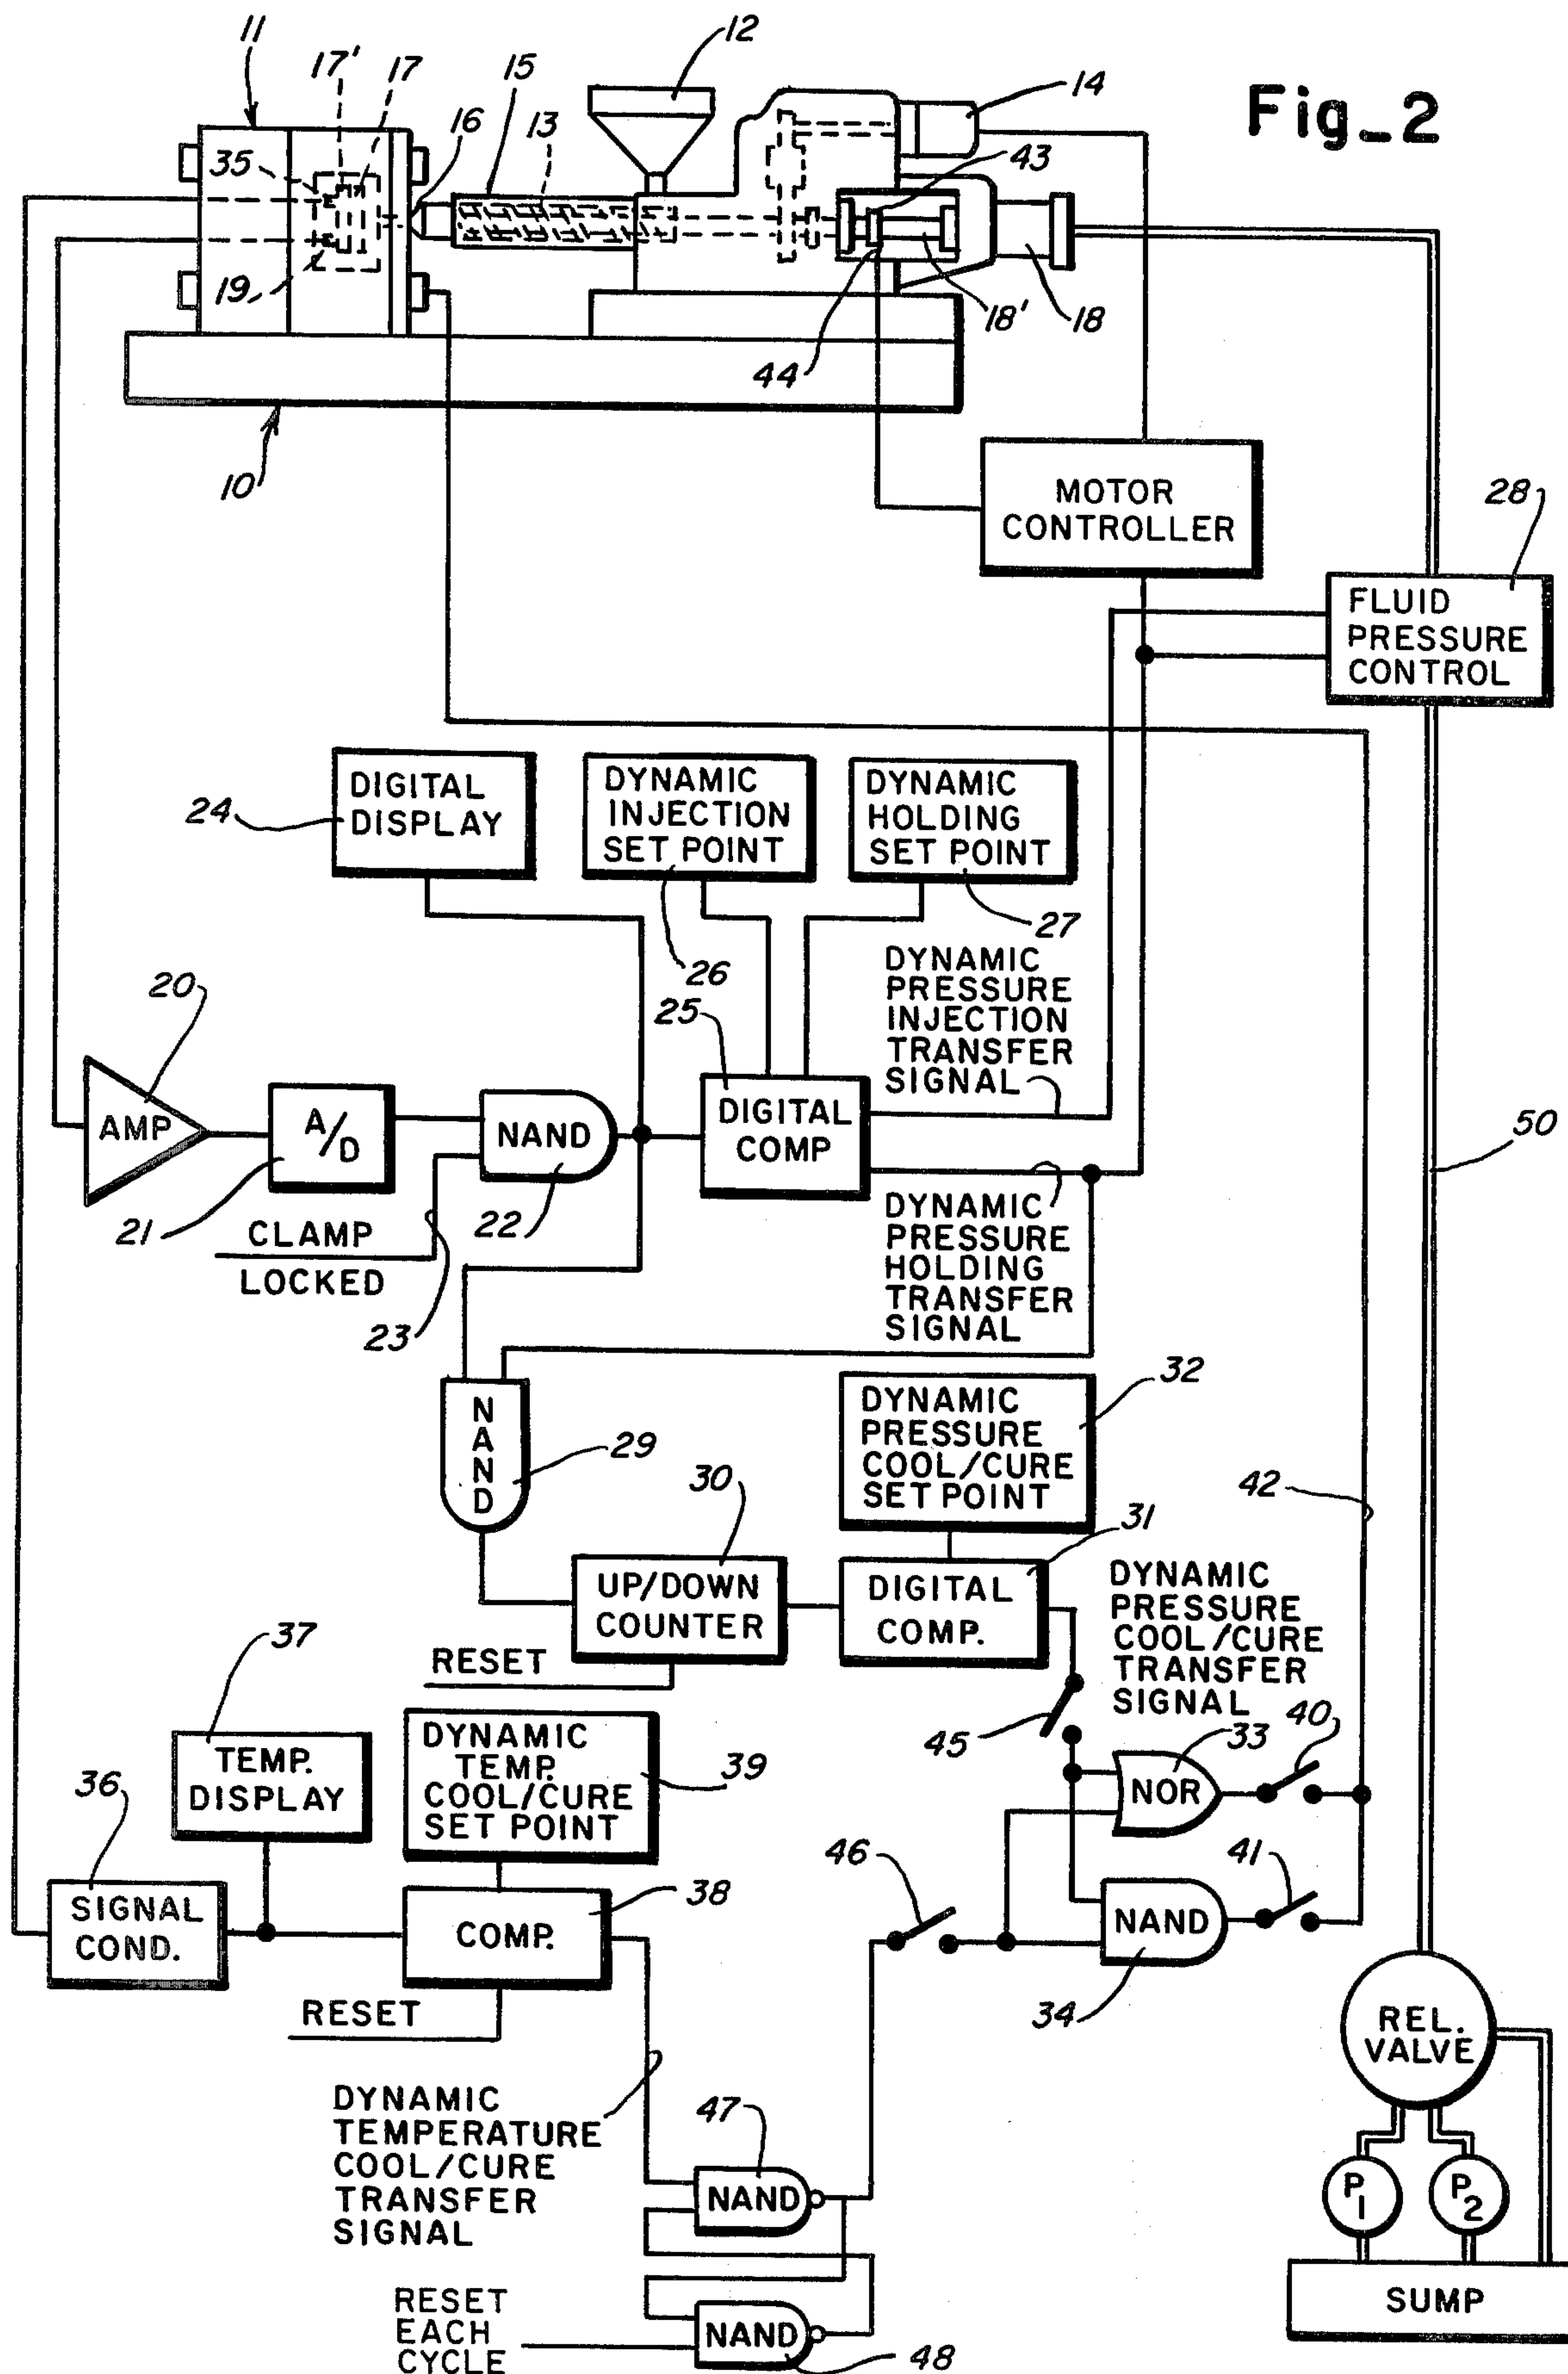 Fig_2
11
17'
17
15
12
14
16
13
43
35
19
18'
18
44
10
MOTOR
CONTROLLER
28
FLUID
PRESSURE
CONTROL
DIGITAL
DISPLAY
24
DYNAMIC
INJECTION
SET POINT
26
DYNAMIC
HOLDING
SET POINT
27
DYNAMIC
PRESSURE
INJECTION
TRANSFER
SIGNAL
20
25
AMP
A/D
NAND
DIGITAL
COMP
50
21
22
CLAMP
LOCKED
23
DYNAMIC
PRESSURE
HOLDING
TRANSFER
SIGNAL
NAND
29
32
DYNAMIC
PRESSURE
COOL/CURE
SET POINT
42
30
31
UP/DOWN
COUNTER
DIGITAL
COMP.
DYNAMIC
PRESSURE
COOL/CURE
TRANSFER
SIGNAL
RESET
37
TEMP.
DISPLAY
DYNAMIC
TEMP.
COOL/CURE
SET POINT
39
45
33
40
NOR
36
SIGNAL
COND.
38
COMP.
46
41
NAND
34
RESET
REL.
VALVE
DYNAMIC
TEMPERATURE
COOL/CURE
TRANSFER
SIGNAL
47
NAND
P1
P2
RESET
EACH
CYCLE
NAND
48
SUMP